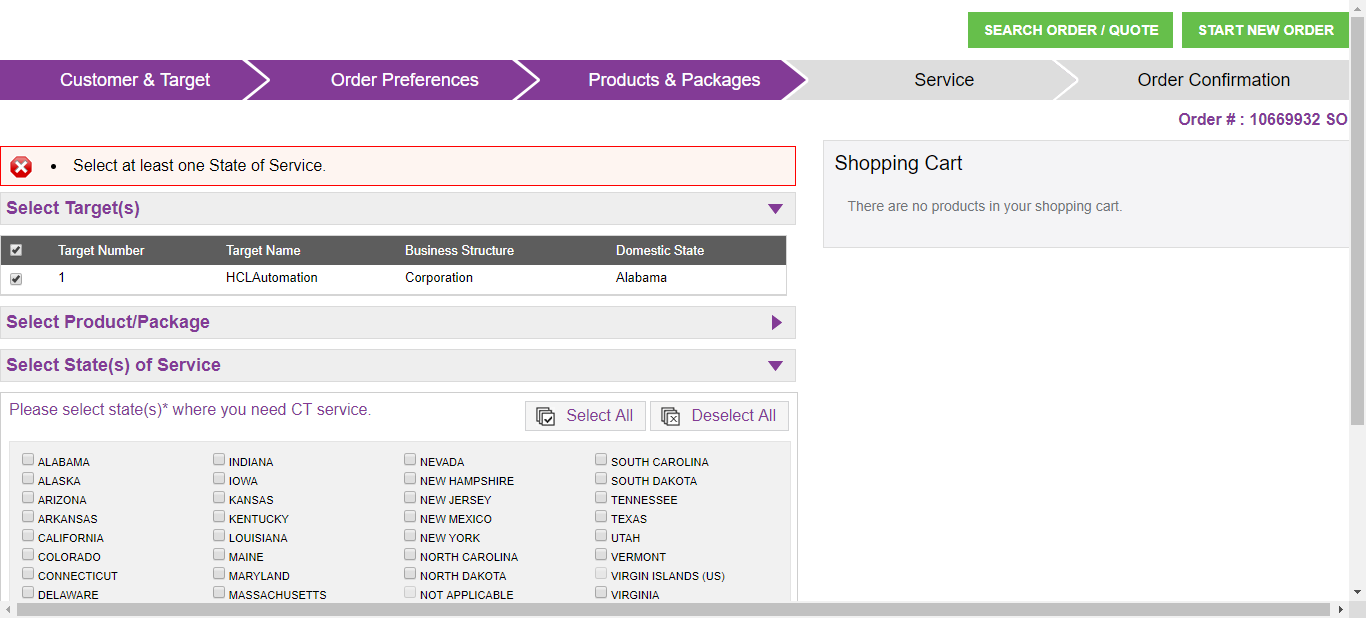 SEARCH ORDER / QUOTE START NEW ORDER
Customer & Target Order Preferences Products & Packages Service Order Confirmation
Order # : 10669932 SO
Select at least one State of Service.
Shopping Cart
There are no products in your shopping cart.
Select Target(s)
Target Number Target Name Business Structure Domestic State
1 HCLAutomation Corporation Alabama
Select Product/Package
Select State(s) of Service
Please select state(s)* where you need CT service.
Select All Deselect All
ALABAMA INDIANA NEVADA SOUTH CAROLINA
ALASKA IOWA NEW HAMPSHIRE SOUTH DAKOTA
ARIZONA KANSAS NEW JERSEY TENNESSEE
ARKANSAS KENTUCKY NEW MEXICO TEXAS
CALIFORNIA LOUISIANA NEW YORK UTAH
COLORADO MAINE NORTH CAROLINA VERMONT
CONNECTICUT MARYLAND NORTH DAKOTA VIRGIN ISLANDS (US)
DELAWARE MASSACHUSETTS NOT APPLICABLE VIRGINIA